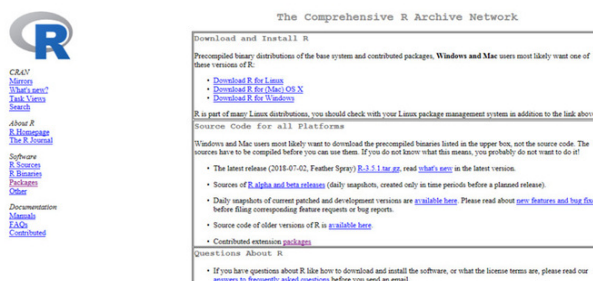 The Comprehensive R Archive Network
R
CRAN
Mirrors
What's new?
Task Views
Search
About R
R Homepage
The R Journal
Software
R Sources
R Binaries
Packages
Other
Documentation
Manuals
FAQs
Contributed
Download and Install R
Precompiled binary distributions of the base system and contributed packages, Windows and Mac users most likely want one of
these versions of R:
• Download R for Linux
• Download R for (Mac) OS X
• Download R for Windows
R is part of many Linux distributions, you should check with your Linux package management system in addition to the link above
Source Code for all Platforms
Windows and Mac users most likely want to download the precompiled binaries listed in the upper box, not the source code. The
sources have to be compiled before you can use them. If you do not know what this means, you probably do not want to do it!
• The latest release (2018-07-02, Feather Spray) R-3.5.1.tar.gz, read what's new in the latest version.
• Sources of R alpha and beta releases (daily snapshots, created only in time periods before a planned release).
• Daily snapshots of current patched and development versions are available here. Please read about new features and bug fixe
before filing corresponding feature requests or bug reports.
• Source code of older versions of R is available here.
• Contributed extension packages
Questions About R
• If you have questions about R like how to download and install the software, or what the license terms are, please read our
answers to frequently asked questions before you send an email.